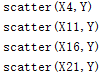 scatter(X4,Y)
scatter(X11,Y)
scatter(X16,Y)
scatter(X21,Y)